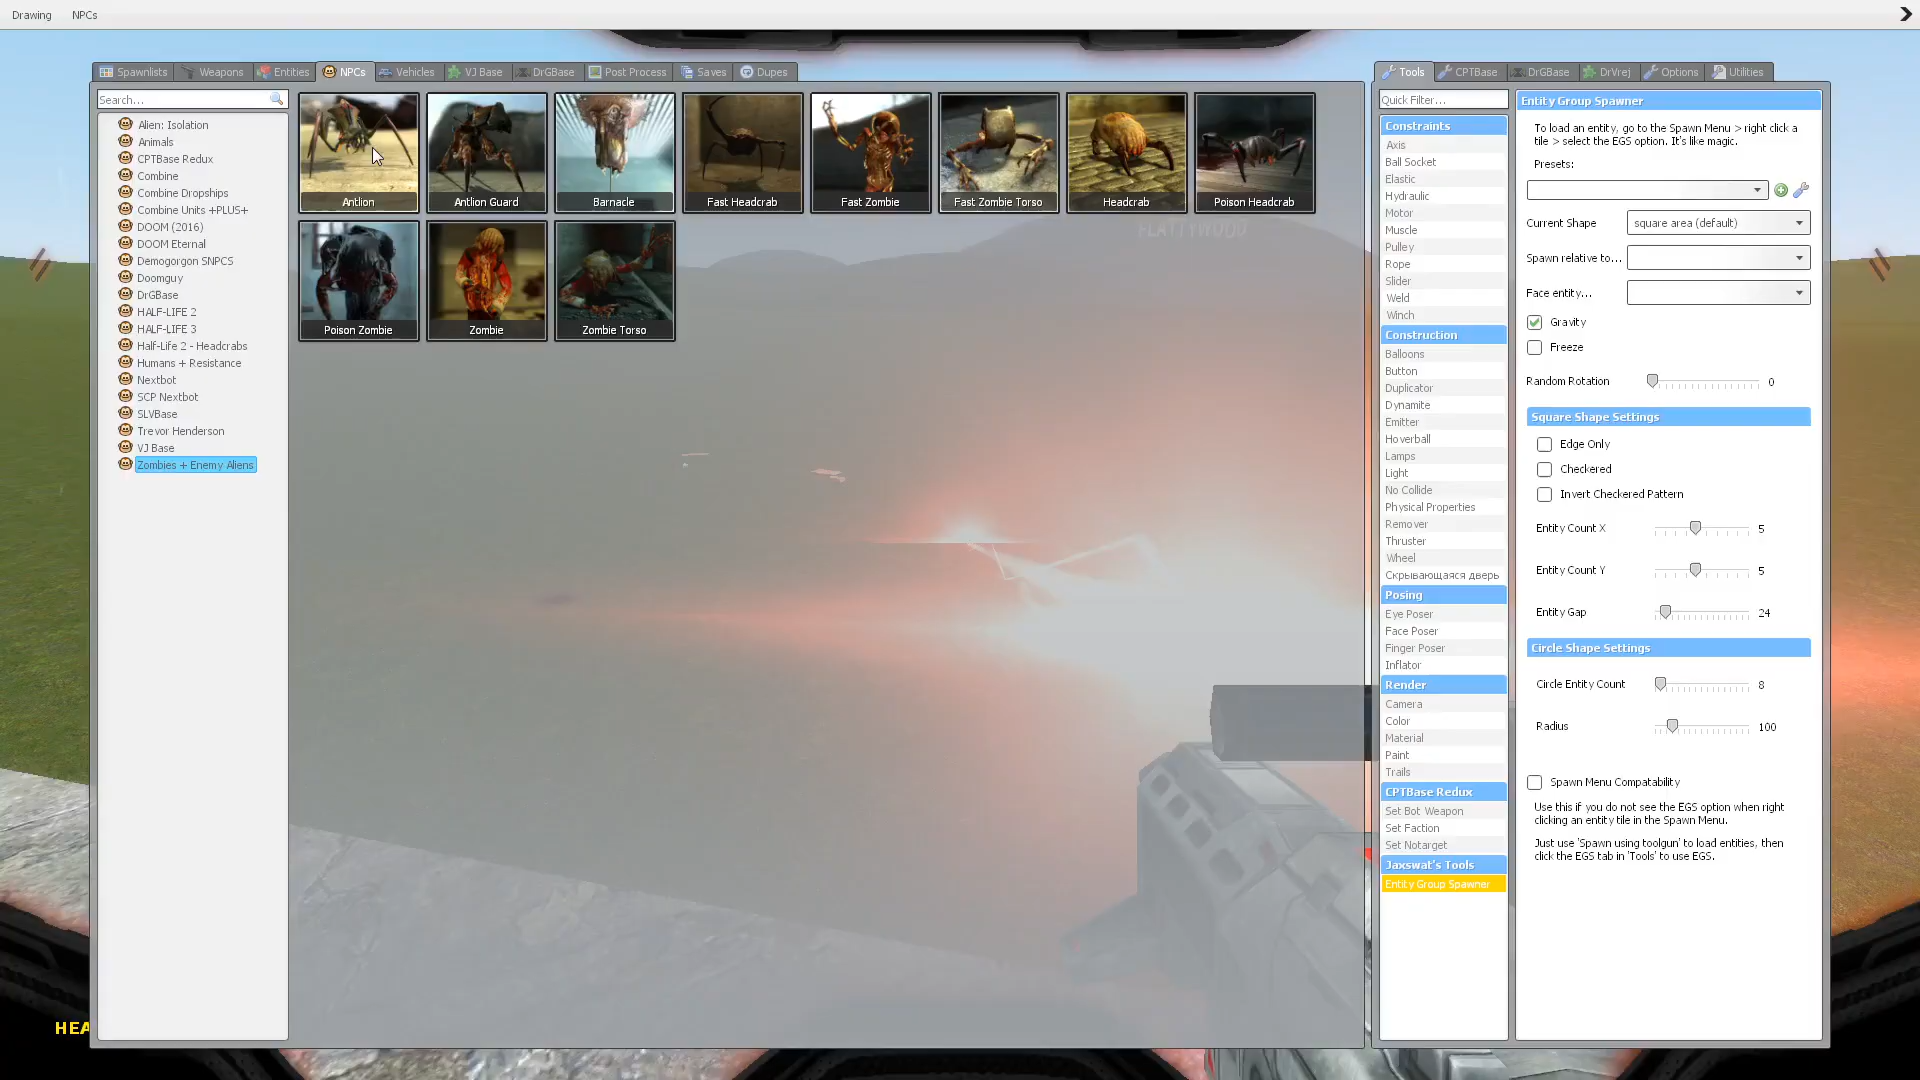 Drawing
NPCs
Spawnlists
Weapons
Entities
NPCs
Vehicles
VJ Base
DrGBase
Post Process
Saves
Dupes
Search...
Alien: Isolation
Animals
CPTBase Redux
Combine
Combine Dropships
Combine Units +PLUS+
DOOM (2016)
DOOM Eternal
Demogorgon SNPCS
Doomguy
DrGBase
HALF-LIFE 2
HALF-LIFE 3
Half-Life 2 - Headcrabs
Humans + Resistance
Nextbot
SCP Nextbot
SLVBase
Trevor Henderson
VJ Base
Zombies + Enemy Aliens
Antlion
Antlion Guard
Barnacle
Fast Headcrab
Fast Zombie
Fast Zombie Torso
Headcrab
Poison Headcrab
Poison Zombie
Zombie
Zombie Torso
FLATTYWOOD
HEA
Tools
CPTBase
DrGBase
DrVrej
Options
Utilities
Quick Filter...
Constraints
Axis
Ball Socket
Elastic
Hydraulic
Motor
Muscle
Pulley
Rope
Slider
Weld
Winch
Construction
Balloons
Button
Duplicator
Dynamite
Emitter
Hoverball
Lamps
Light
No Collide
Physical Properties
Remover
Thruster
Wheel
Скрывающаяся дверь
Posing
Eye Poser
Face Poser
Finger Poser
Inflator
Render
Camera
Color
Material
Paint
Trails
CPTBase Redux
Set Bot Weapon
Set Faction
Set Notarget
Jaxswat's Tools
Entity Group Spawner
Entity Group Spawner
To load an entity, go to the Spawn Menu > right click a
tile > select the EGS option. It's like magic.
Presets:
Current Shape
square area (default)
Spawn relative to...
Face entity...
Gravity
Freeze
Random Rotation
0
Square Shape Settings
Edge Only
Checkered
Invert Checkered Pattern
Entity Count X
5
Entity Count Y
5
Entity Gap
24
Circle Shape Settings
Circle Entity Count
8
Radius
100
Spawn Menu Compatability
Use this if you do not see the EGS option when right
clicking an entity tile in the Spawn Menu.
Just use 'Spawn using toolgun' to load entities, then
click the EGS tab in 'Tools' to use EGS.